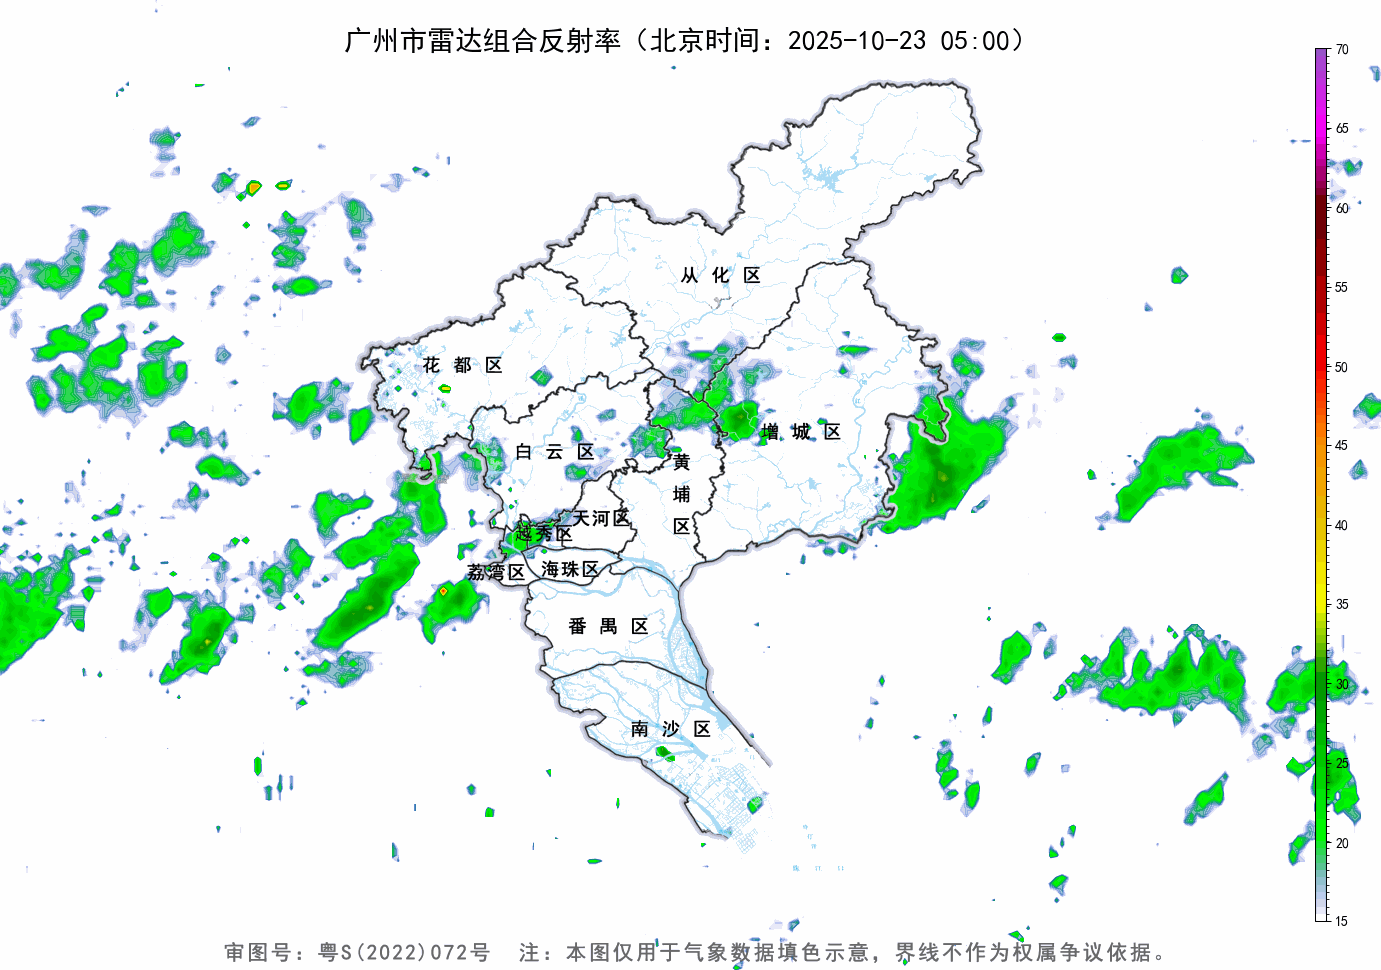 广州市雷达组合反射率（北京时间：2025-10-23 05:00）
70
65
60
55
50
45
40
35
30
25
20
15
从化区
花都区
增城区
白云区
黄埔区
天河区
越秀区
荔湾区
海珠区
番禺区
南沙区
审图号：粤S(2022)072号 注：本图仅用于气象数据填色示意，界线不作为权属争议依据。